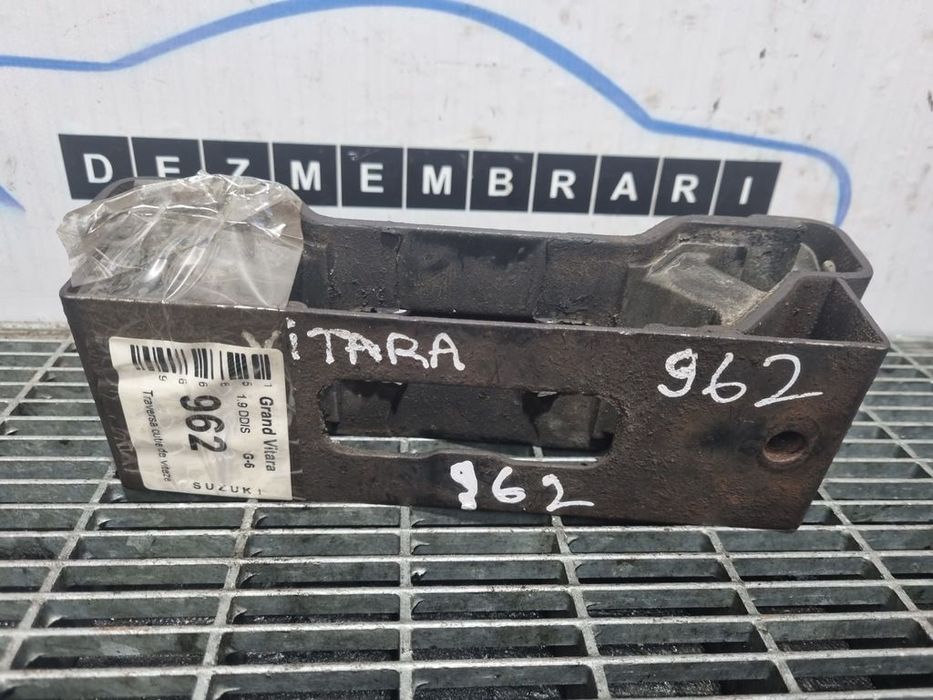 DEZMEMBRARI
ViTARA
962
962
Grand Vitara
1.9 DDIS G-6
962
Traversa cutie de viteze
SUZUKI